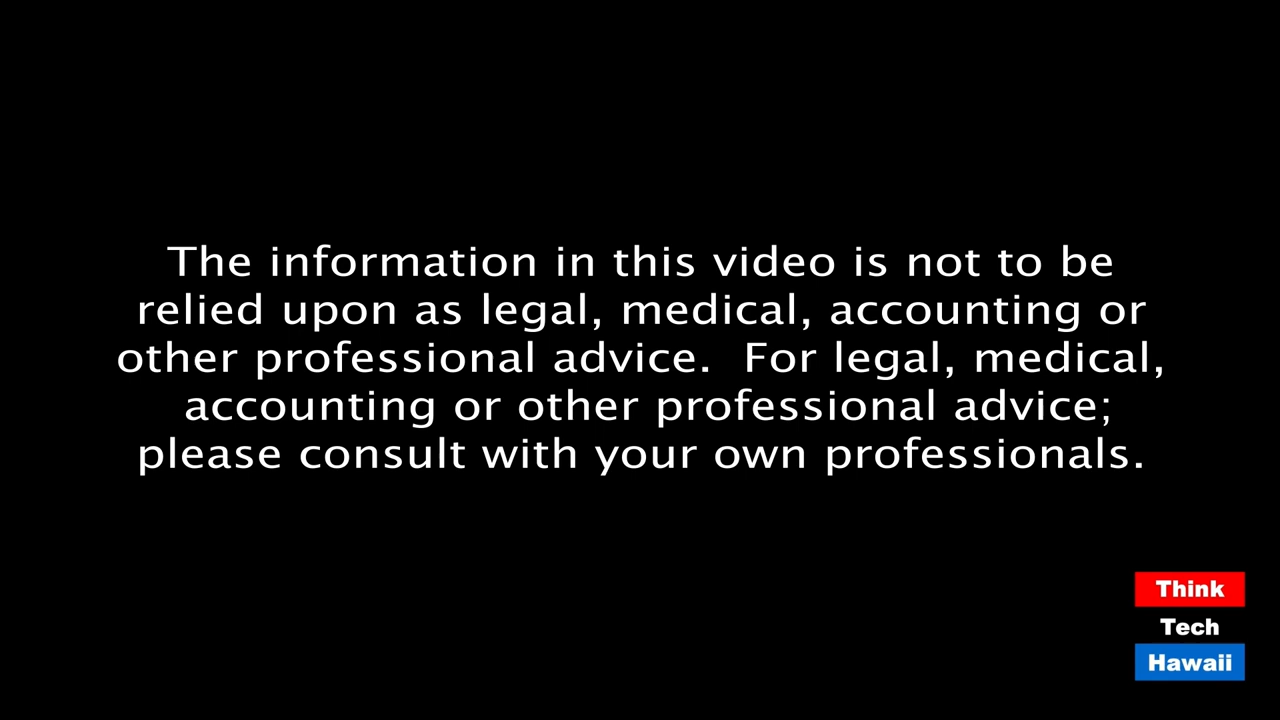 The information in this video is not to be
relied upon as legal, medical, accounting or
other professional advice.  For legal, medical,
accounting or other professional advice;
please consult with your own professionals.
Think
Tech
Hawaii